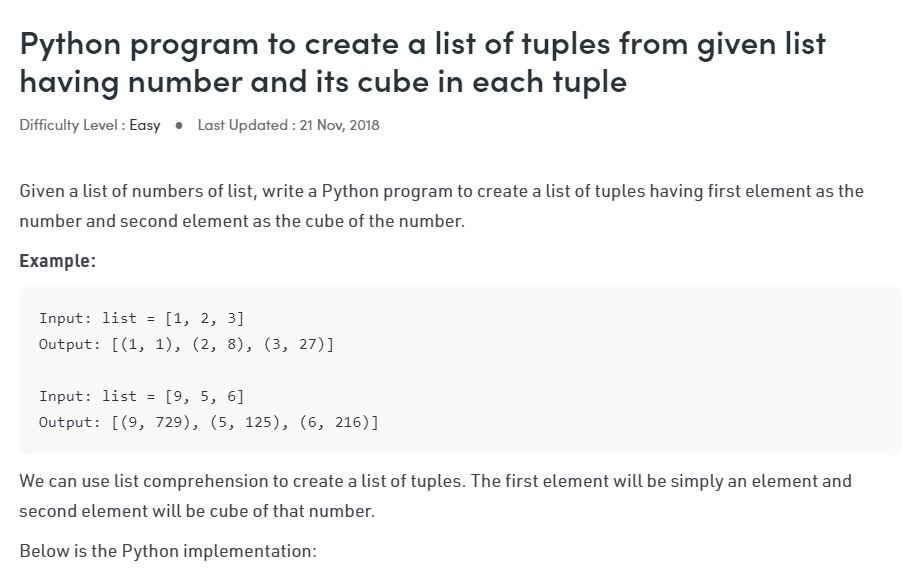 Python program to create a list of tuples from given list
having number and its cube in each tuple
Difficulty Level : Easy ● Last Updated : 21 Nov, 2018
Given a list of numbers of list, write a Python program to create a list of tuples having first element as the
number and second element as the cube of the number.
Example:
Input: list = [1, 2, 3]
Output: [(1, 1), (2, 8), (3, 27)]
Input: list = [9, 5, 6]
Output: [(9, 729), (5, 125), (6, 216)]
We can use list comprehension to create a list of tuples. The first element will be simply an element and
second element will be cube of that number.
Below is the Python implementation: